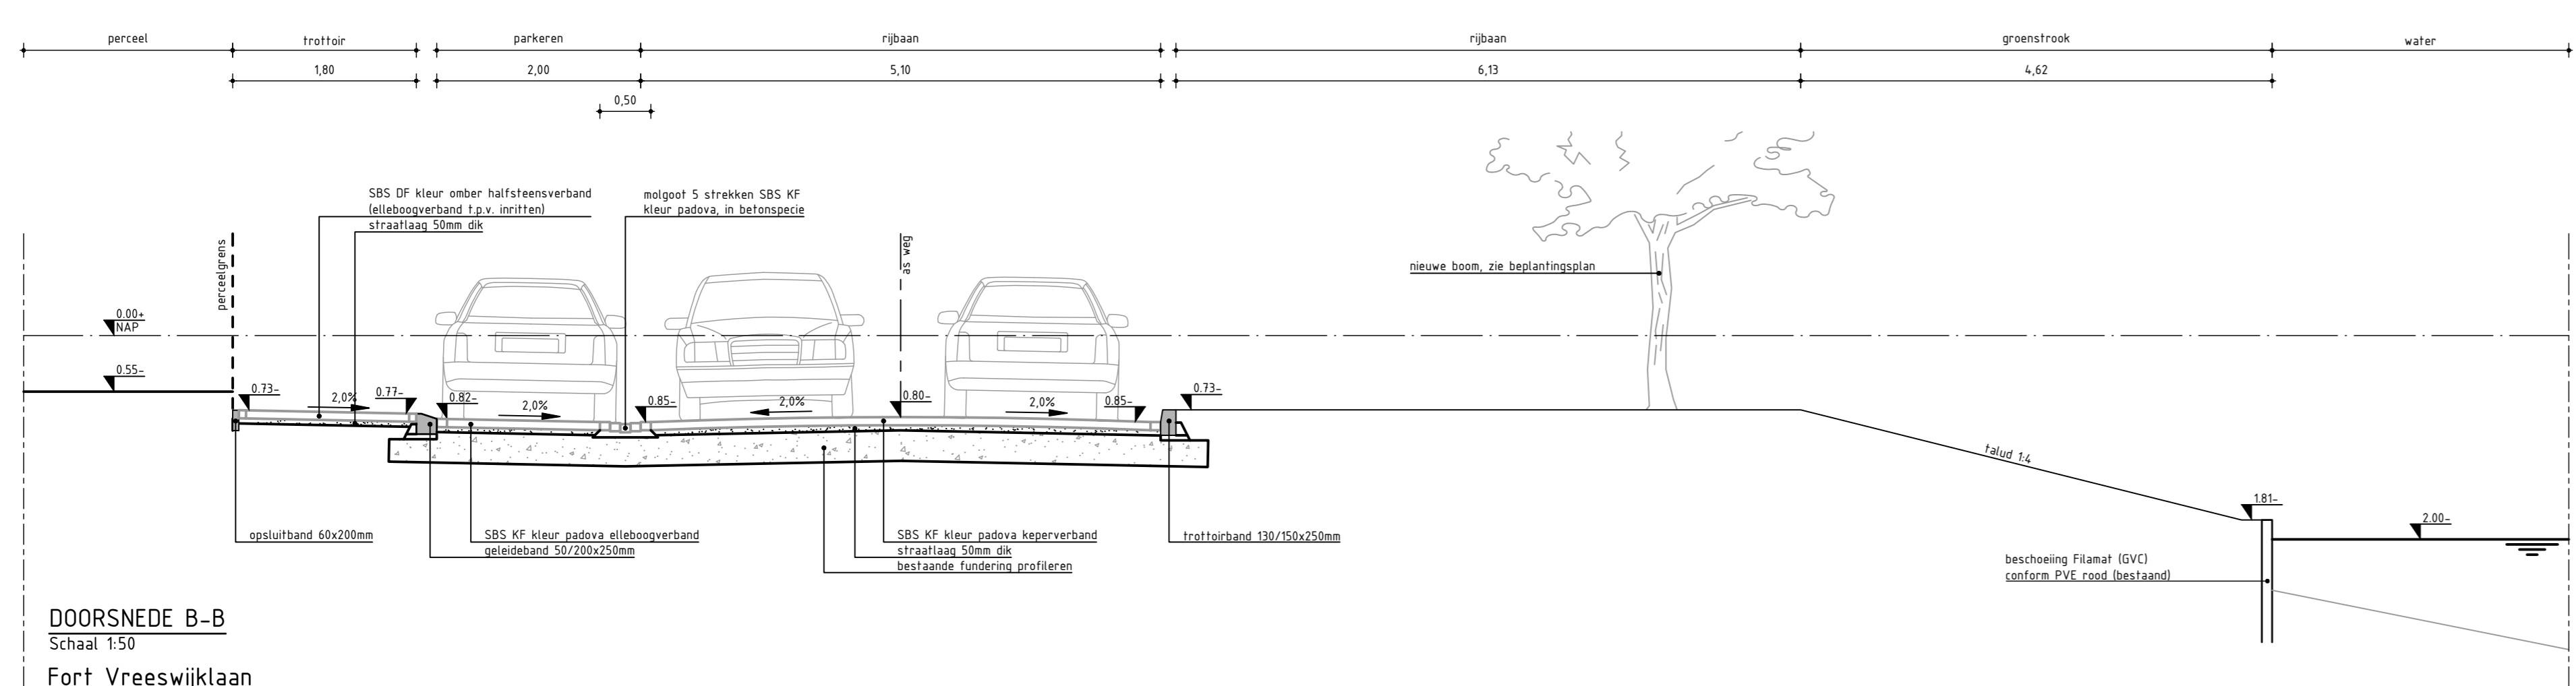 perceel
trottoir
parkeren
rijbaan
rijbaan
groenstrook
water
1,80
2,00
5,10
6,13
4,62
0,50
SBS DF kleur omber halfsteensverband
(elleboogverband t.p.v. inritten)
straatlaag 50mm dik
molgoot 5 strekken SBS KF
kleur padova, in betonspecie
perceelgrens
as weg
nieuwe boom, zie beplantingsplan
0.00+
NAP
0.55-
0.73-
2,0%
0.77-
0.82-
2,0%
0.85-
2,0%
0.80-
2,0%
0.85-
0.73-
talud 1:4
1.81-
2.00-
opsluitband 60x200mm
SBS KF kleur padova elleboogverband
geleideband 50/200x250mm
SBS KF kleur padova keperverband
straatlaag 50mm dik
bestaande fundering profileren
trottoirband 130/150x250mm
beschoeiing Filamat (GVC)
conform PVE rood (bestaand)
DOORSNEDE B-B
Schaal 1:50
Fort Vreeswijklaan